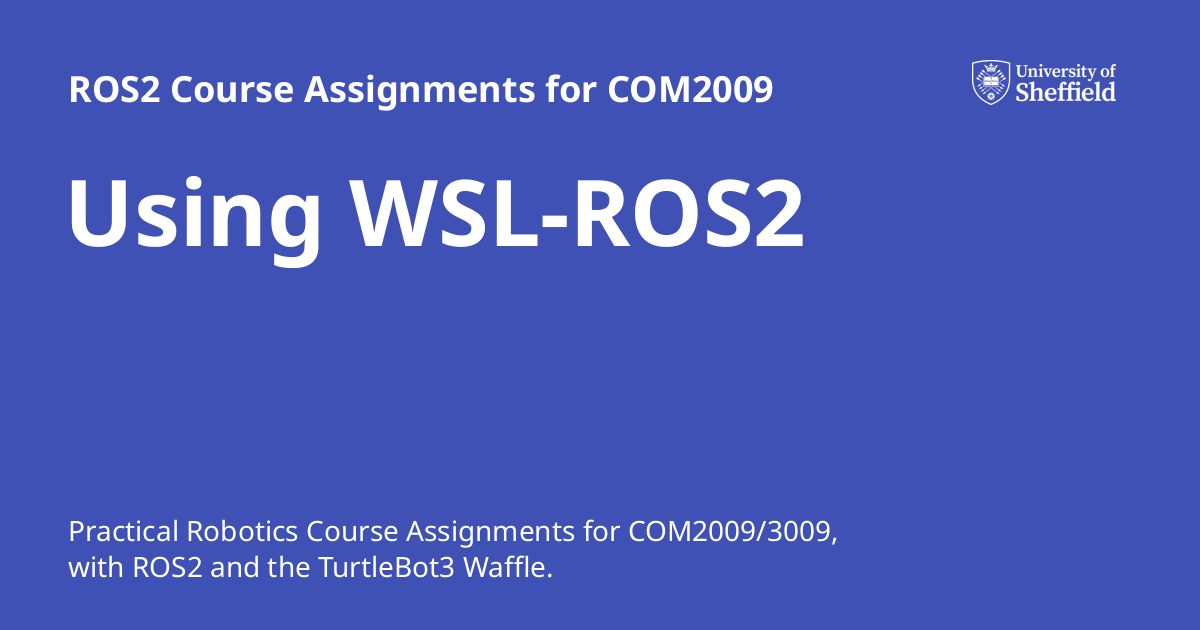 ROS2 Course Assignments for COM2009
University of
Sheffield
Using WSL-ROS2
Practical Robotics Course Assignments for COM2009/3009,
with ROS2 and the TurtleBot3 Waffle.